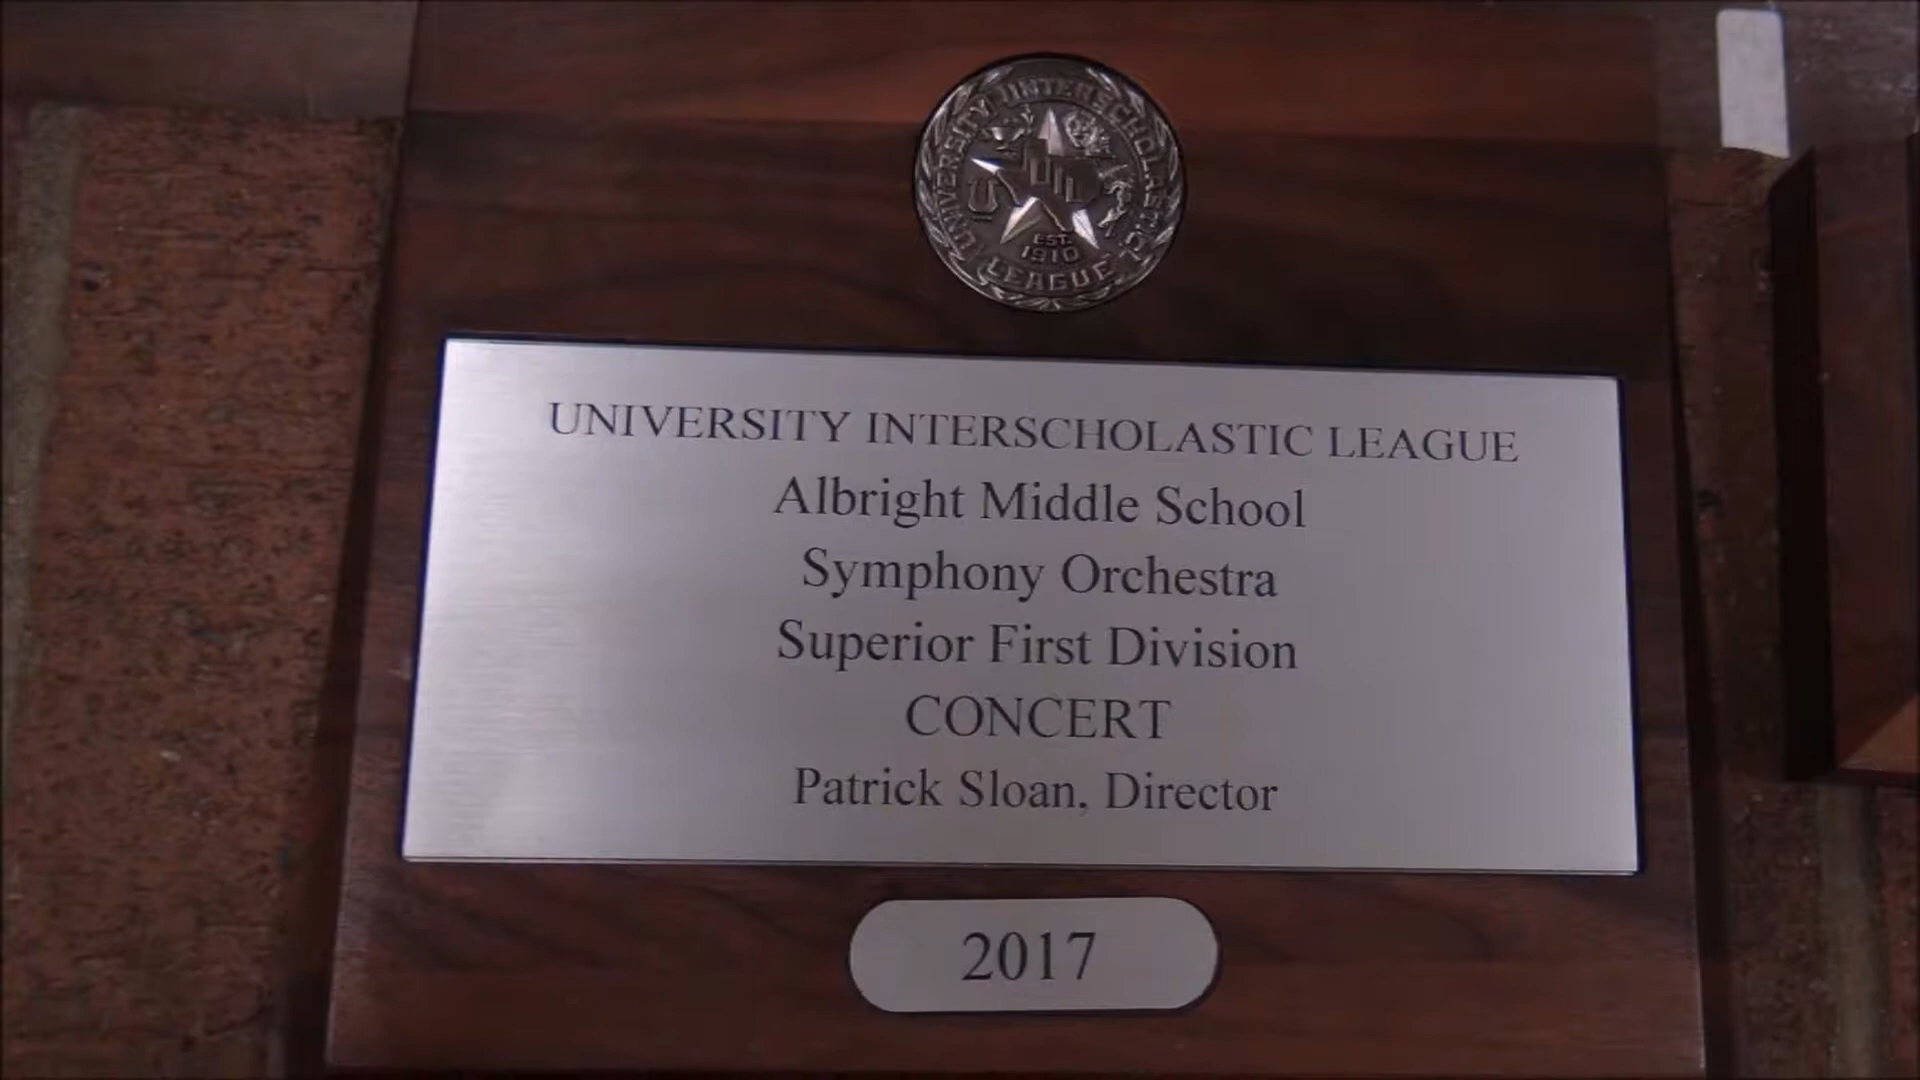 UNIVERSITY INTERSCHOLASTIC
LEAGUE
UIL
EST.
1910
UNIVERSITY INTERSCHOLASTIC LEAGUE
Albright Middle School
Symphony Orchestra
Superior First Division
CONCERT
Patrick Sloan, Director
2017